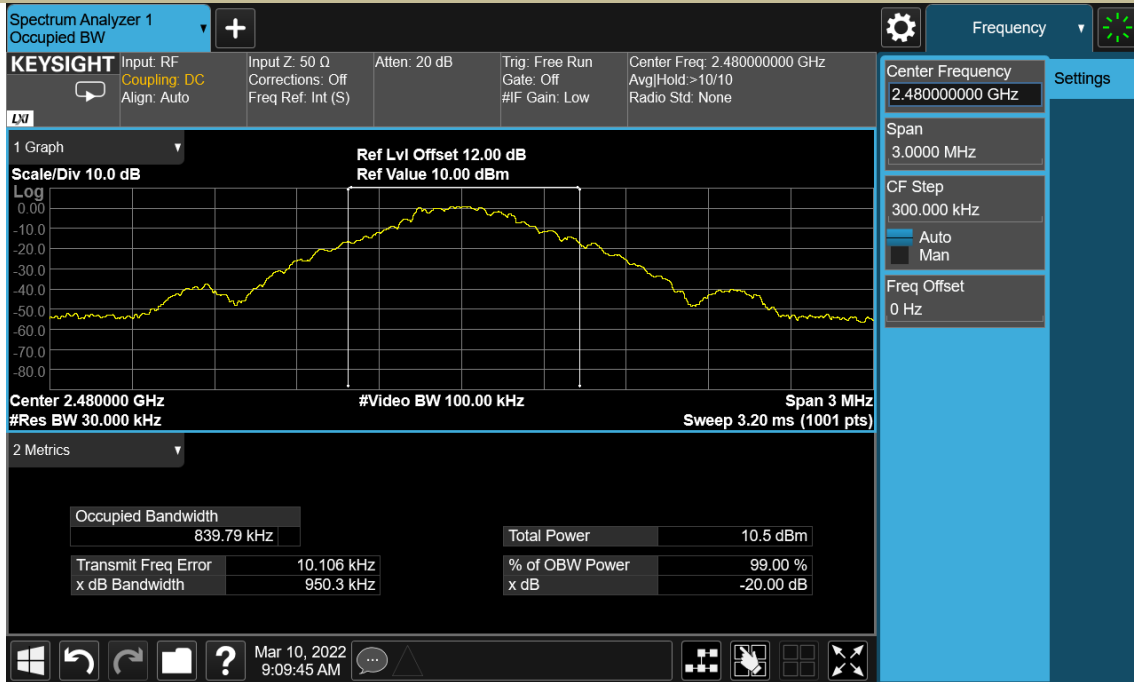 Spectrum Analyzer 1
Occupied BW
+
Frequency
KEYSIGHT
LXI
Input: RF
Coupling: DC
Align: Auto
Input Z: 50 Ω
Corrections: Off
Freq Ref: Int (S)
Atten: 20 dB
Trig: Free Run
Gate: Off
#IF Gain: Low
Center Freq: 2.480000000 GHz
Avg|Hold:>10/10
Radio Std: None
Center Frequency
2.480000000 GHz
Settings
Span
3.0000 MHz
CF Step
300.000 kHz
Auto
Man
Freq Offset
0 Hz
1 Graph
Scale/Div 10.0 dB
Ref Lvl Offset 12.00 dB
Ref Value 10.00 dBm
Log
0.00
-10.0
-20.0
-30.0
-40.0
-50.0
-60.0
-70.0
-80.0
Center 2.480000 GHz
#Video BW 100.00 kHz
Span 3 MHz
#Res BW 30.000 kHz
Sweep 3.20 ms (1001 pts)
2 Metrics
Occupied Bandwidth
839.79 kHz
Total Power 10.5 dBm
Transmit Freq Error 10.106 kHz
% of OBW Power 99.00 %
x dB Bandwidth 950.3 kHz
x dB -20.00 dB
?
Mar 10, 2022
9:09:45 AM